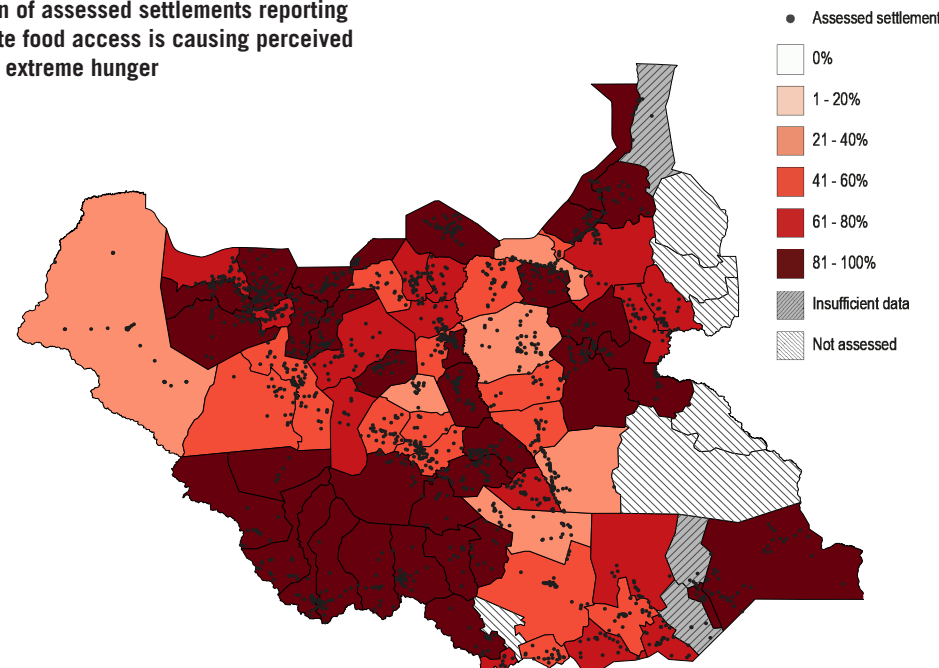 of assessed settlements reporting
food access is causing perceived
extreme hunger
Assessed settlement
0%
1 - 20%
21 - 40%
41 - 60%
61 - 80%
81 - 100%
Insufficient data
Not assessed